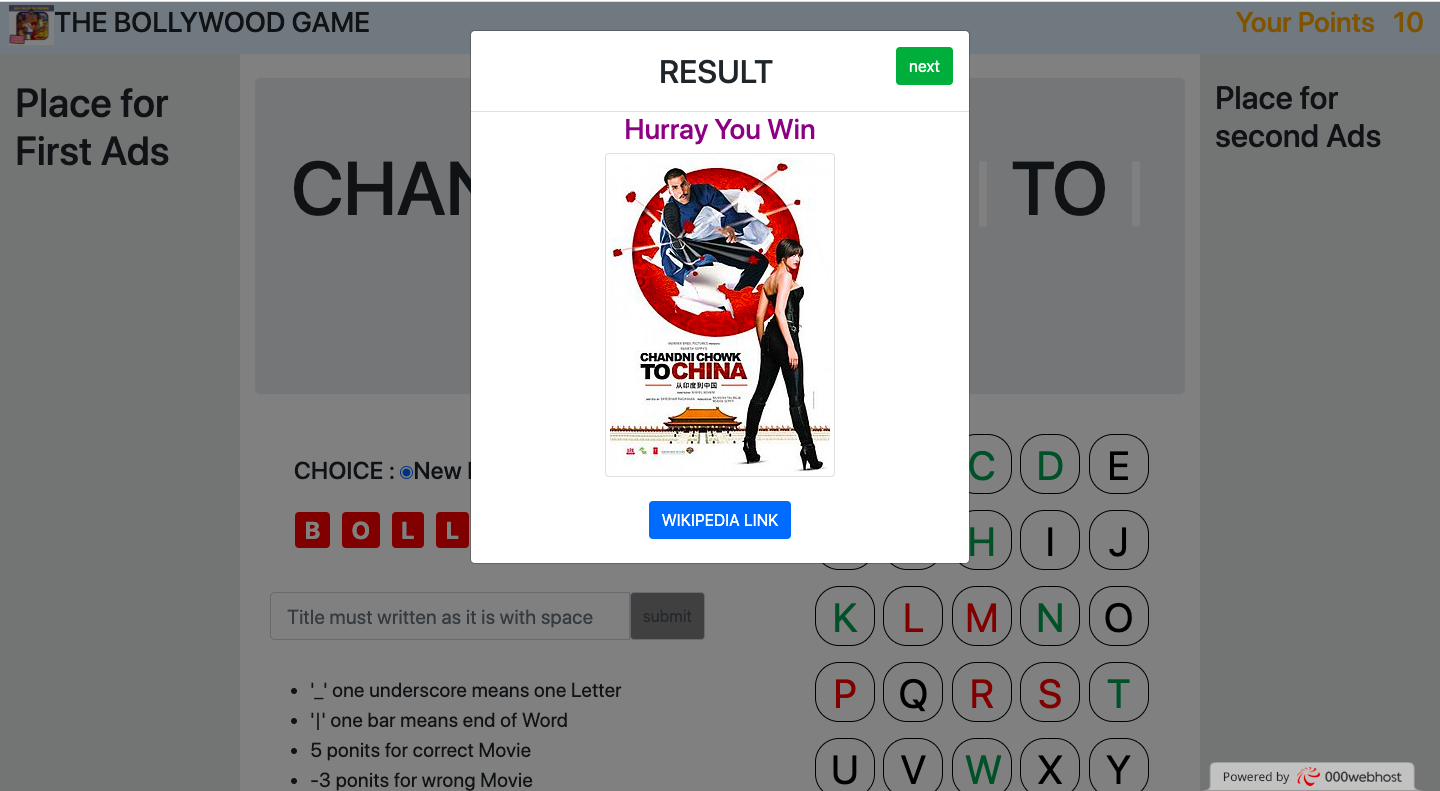 THE BOLLYWOOD GAME
Your Points 10
RESULT
next
Hurray You Win
Place for
First Ads
Place for
second Ads
CHAN
| TO |
CHANDNI CHOWK
TO CHINA
从印度到中国
WIKIPEDIA LINK
CHOICE : New
B O L L
C D E
H I J
K L M N O
P Q R S T
U V W X Y
Title must written as it is with space
submit
'_' one underscore means one Letter
'|' one bar means end of Word
5 ponits for correct Movie
-3 ponits for wrong Movie
Powered by 000webhost